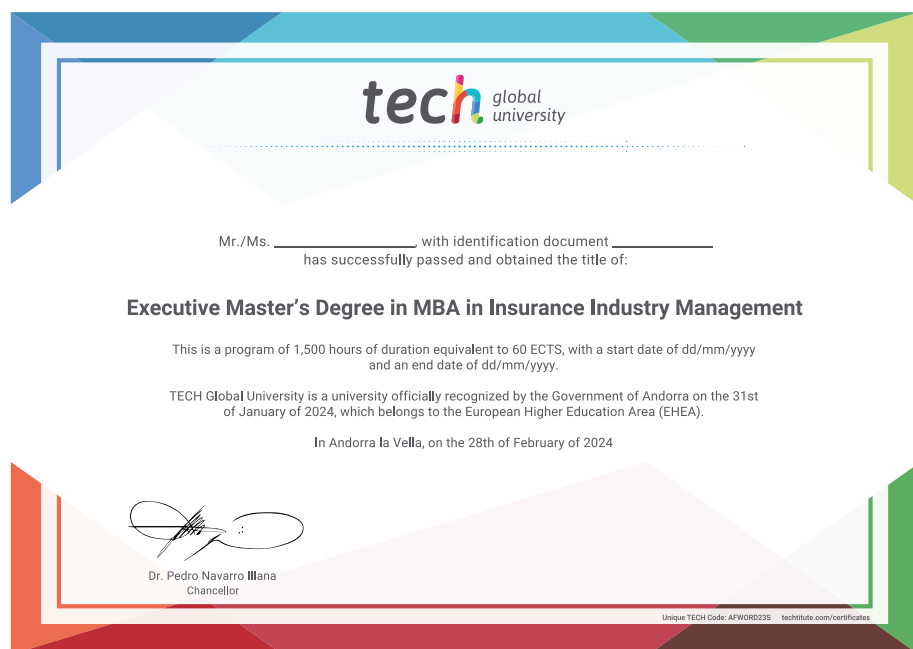 tech global
university
Mr./Ms. ____________, with identification document ____________
has successfully passed and obtained the title of:
Executive Master's Degree in MBA in Insurance Industry Management
This is a program of 1,500 hours of duration equivalent to 60 ECTS, with a start date of dd/mm/yyyy
and an end date of dd/mm/yyyy.
TECH Global University is a university officially recognized by the Government of Andorra on the 31st
of January of 2024, which belongs to the European Higher Education Area (EHEA).
In Andorra la Vella, on the 28th of February of 2024
Dr. Pedro Navarro Illana
Chancellor
Unique TECH Code: AFWORD23S techtitute.com/certificates